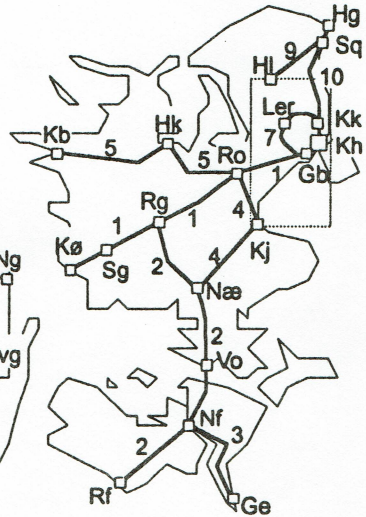 Hg
9
Sq
Hl
10
Ler
Kk
Hk
7
Kh
Kb
5
5
Ro
1
Gb
Rg
1
1
4
Kø
Sg
2
4
Kj
Ng
Næ
2
vg
Vo
Nf
2
3
Rf
Ge